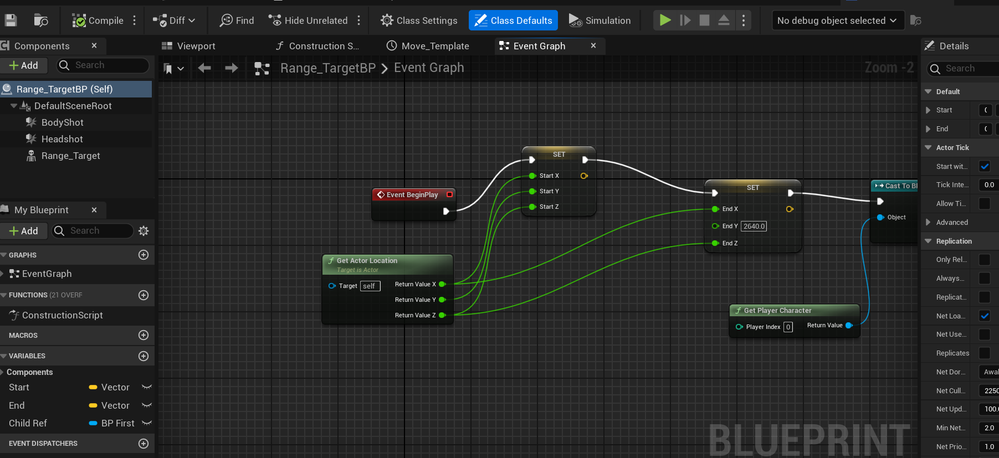 Compile
Diff
Find
Hide Unrelated
Class Settings
Class Defaults
Simulation
No debug object selected
Components
Viewport
Construction S...
Move_Template
Event Graph
Details
Add
Search
Range_TargetBP
Event Graph
Zoom -2
Search
Range_TargetBP (Self)
DefaultSceneRoot
BodyShot
Headshot
Range_Target
My Blueprint
Add
Search
GRAPHS
EventGraph
FUNCTIONS (21 OVERF
ConstructionScript
MACROS
VARIABLES
Components
Start Vector
End Vector
Child Ref BP First
EVENT DISPATCHERS
Event BeginPlay
SET
Start X
Start Y
Start Z
SET
End X
End Y 2640.0
End Z
Cast To
Object
Get Actor Location
Target is Actor
Target self
Return Value X
Return Value Y
Return Value Z
Get Player Character
Player Index 0
Return Value
BLUEPRINT
Default
Start
End
Actor Tick
Start wit...
Tick Inte... 0.0
Allow Ti...
Advanced
Replication
Only Rel...
Always...
Replicat...
Net Loa...
Net Use...
Replicates
Net Dor...
Net Cull... 2250
Net Upd... 100.
Min Net... 2.0
Net Prio... 1.0